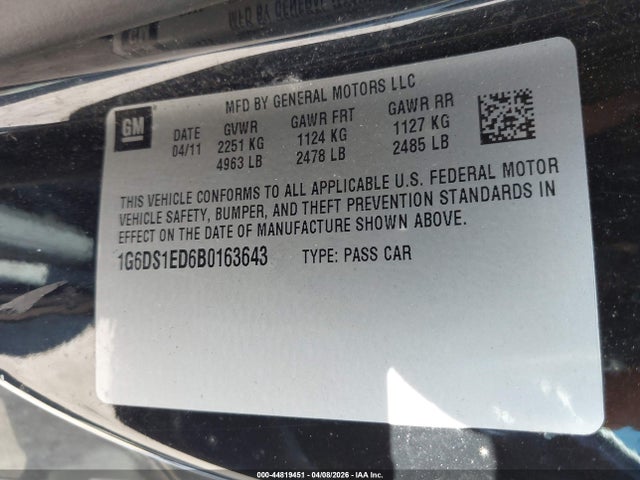 MFD BY GENERAL MOTORS LLC
GM
DATE GVWR GAWR FRT GAWR RR
04/11 2251 KG 1124 KG 1127 KG
4963 LB 2478 LB 2485 LB
THIS VEHICLE CONFORMS TO ALL APPLICABLE U.S. FEDERAL MOTOR
VEHICLE SAFETY, BUMPER, AND THEFT PREVENTION STANDARDS IN
EFFECT ON THE DATE OF MANUFACTURE SHOWN ABOVE.
1G6DS1ED6B0163643 TYPE: PASS CAR
000-44819451 - 04/08/2026 - IAA Inc.